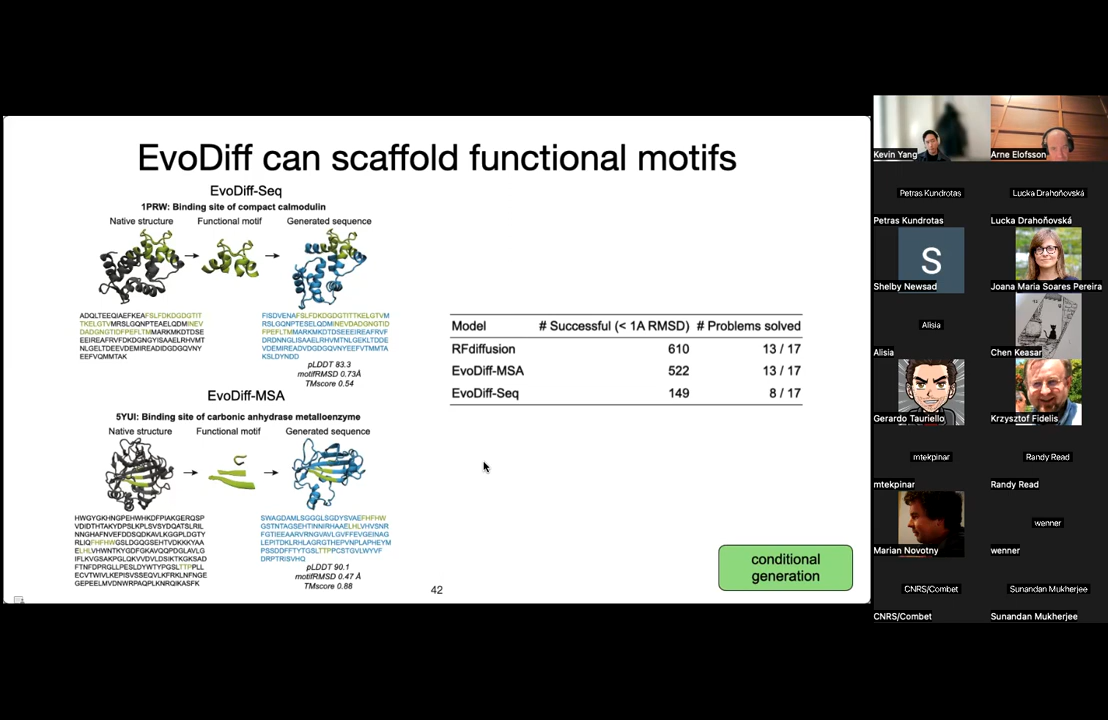 EvoDiff can scaffold functional motifs
EvoDiff-Seq
1PRW: Binding site of compact calmodulin
Native structure
Functional motif
Generated sequence
ADQLTEEQIAEFKEAFSLFDKDGDGTIT
TKELGTVMRSLGQNPTEAELQDMINEV
DADGNGTIDFPEFLTMMARKMKDTDSE
EEIREAFRVFDKDGNGYISAAELRHVMT
NLGEKLTDEEVDEMIREADIDGDGQVNY
EEFVQMMTAK
pLDDT 83.3
motifRMSD 0.73Å
TMscore 0.54
EvoDiff-MSA
5YUI: Binding site of carbonic anhydrase metalloenzyme
Native structure
Functional motif
Generated sequence
pLDDT 90.1
motifRMSD 0.47 Å
TMscore 0.88
Model # Successful (< 1A RMSD) # Problems solved
RFdiffusion 610 13 / 17
EvoDiff-MSA 522 13 / 17
EvoDiff-Seq 149 8 / 17
conditional
generation
42
Kevin Yang
Arne Elofsson
Petras Kundrotas
Lucka Drahoňovská
Petras Kundrotas
Lucka Drahoňovská
S
Shelby Newsad
Joana Maria Soares Pereira
Alisia
Alisia
Chen Keasar
Gerardo Tauriello
Krzysztof Fidelis
mtekpinar
Randy Read
mtekpinar
Randy Read
wenner
Marian Novotny
wenner
CNRS/Combet
Sunandan Mukherjee
CNRS/Combet
Sunandan Mukherjee